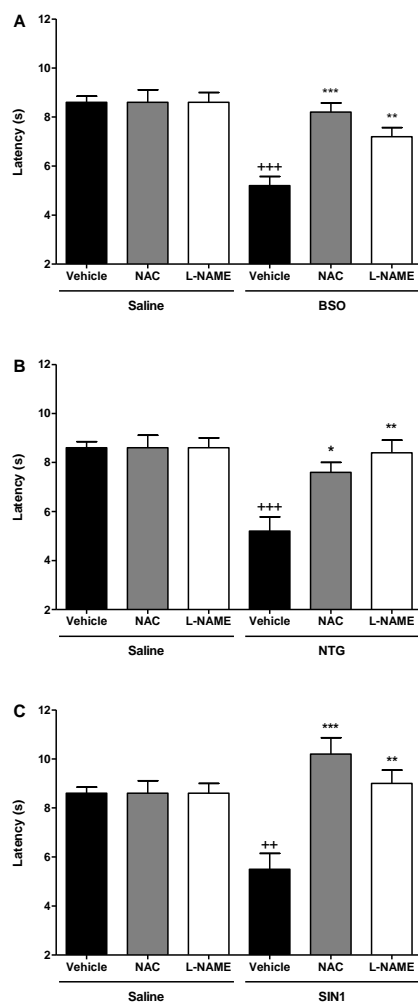 A
Latency (s)
12
10
8
6
4
2
+++
***
**
Vehicle NAC L-NAME Vehicle NAC L-NAME
Saline BSO
B
Latency (s)
12
10
8
6
4
2
+++
*
**
Vehicle NAC L-NAME Vehicle NAC L-NAME
Saline NTG
C
Latency (s)
12
10
8
6
4
2
++
***
**
Vehicle NAC L-NAME Vehicle NAC L-NAME
Saline SIN1